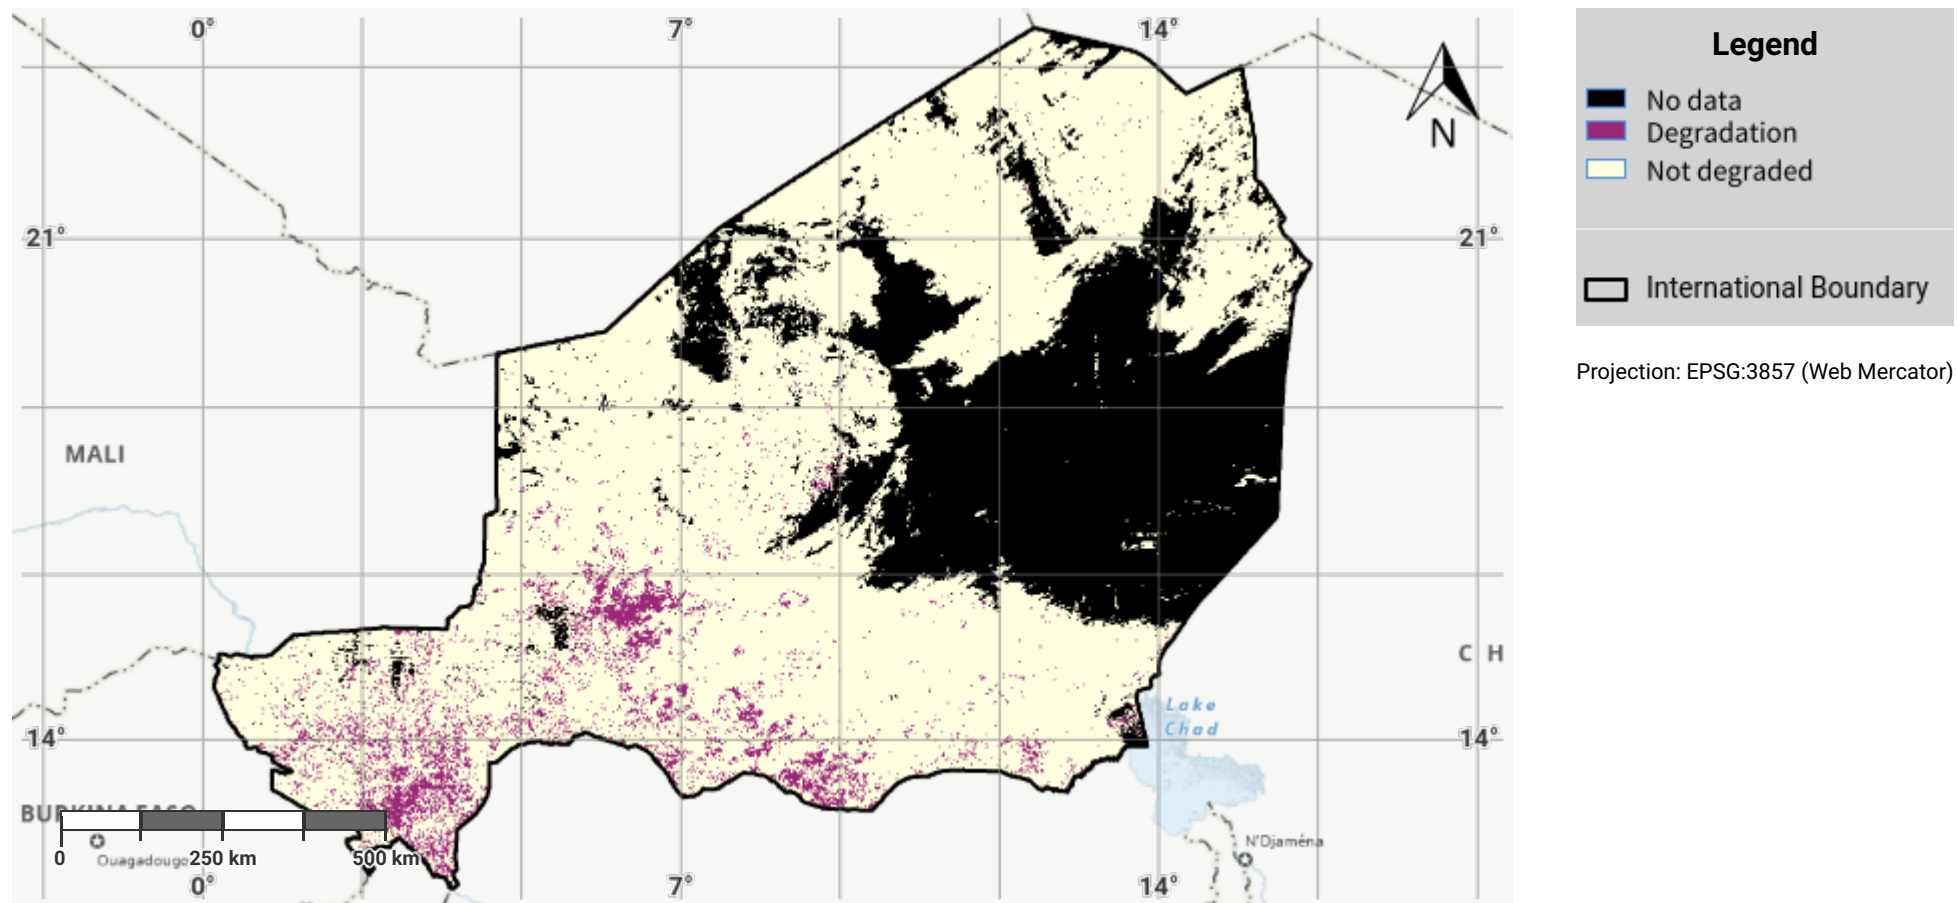 0° 7° 14°
N
21° 21°
MALI
C H
Lake
Chad
14° 14°
BURKINA FASO
N'Djaména
0 250 km 500 km
0° 7° 14°
Legend
No data
Degradation
Not degraded
International Boundary
Projection: EPSG:3857 (Web Mercator)